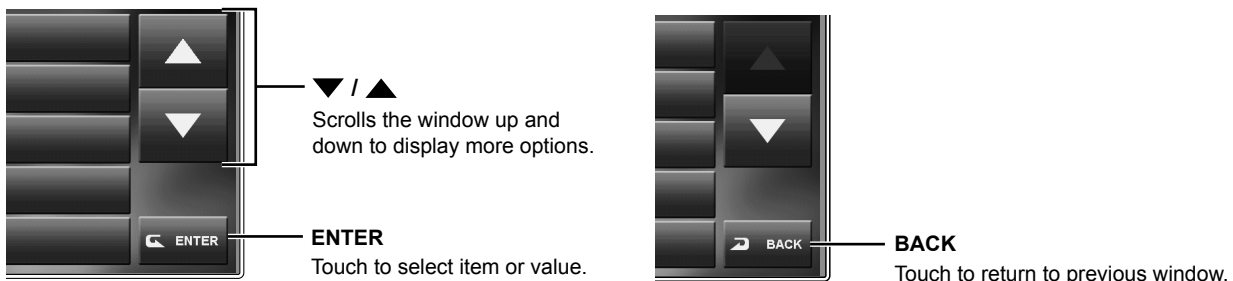 ▼ / ▲
Scrolls the window up and
down to display more options.
ENTER
ENTER
Touch to select item or value.
BACK
BACK
Touch to return to previous window.